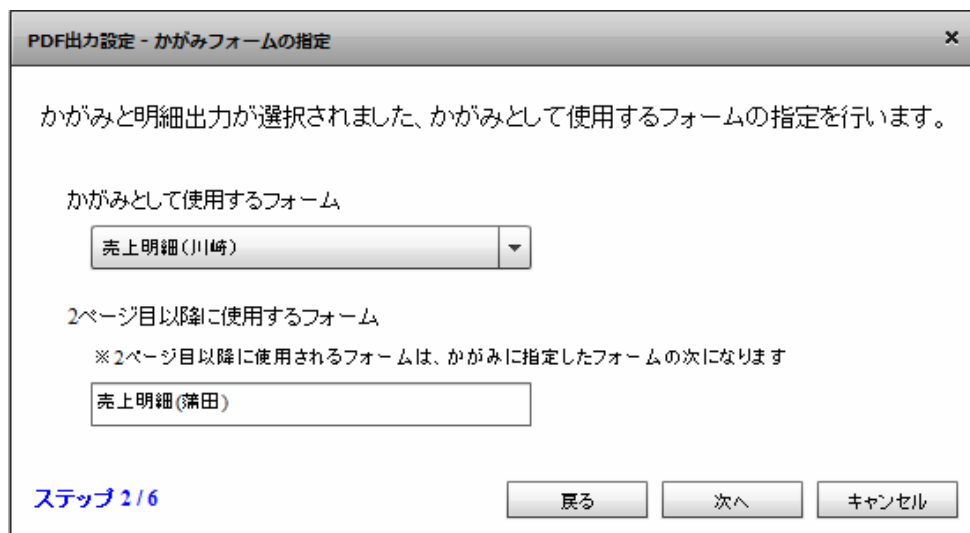 PDF出力設定 - かがみフォームの指定
×
かがみと明細出力が選択されました、かがみとして使用するフォームの指定を行います。
かがみとして使用するフォーム
売上明細(川崎)
2ページ目以降に使用するフォーム
※2ページ目以降に使用されるフォームは、かがみに指定したフォームの次になります
売上明細(蒲田)
ステップ 2 / 6
戻る
次へ
キャンセル